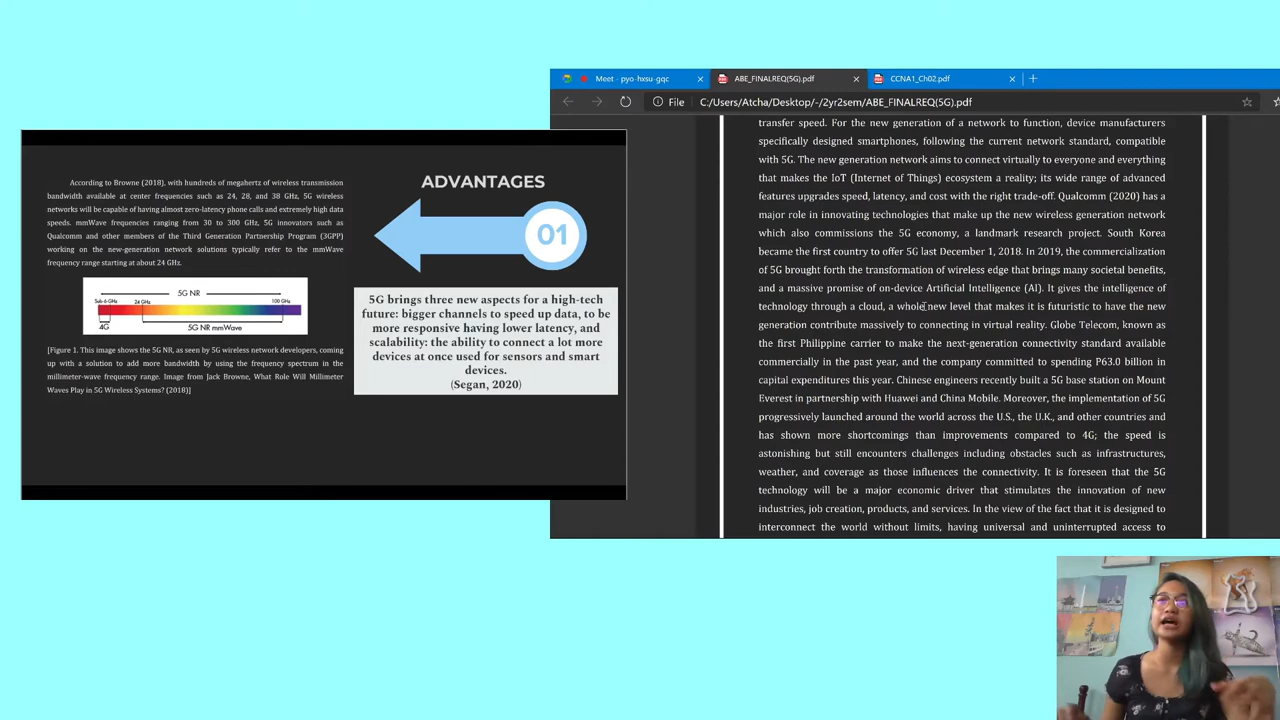 According to Browne (2018), with hundreds of megahertz of wireless transmission
bandwidth available at center frequencies such as 24, 28, and 38 GHz, 5G wireless
networks will be capable of having almost zero-latency phone calls and extremely high data
speeds. mmWave frequencies ranging from 30 to 300 GHz, 5G innovators such as
Qualcomm and other members of the Third Generation Partnership Program (3GPP)
working on the new-generation network solutions typically refer to the mmWave
frequency range starting at about 24 GHz.
5G NR
Sub-6 GHz
24 GHz
100 GHz
4G
5G NR mmWave
[Figure 1. This image shows the 5G NR, as seen by 5G wireless network developers, coming
up with a solution to add more bandwidth by using the frequency spectrum in the
millimeter-wave frequency range. Image from Jack Browne, What Role Will Millimeter
Waves Play in 5G Wireless Systems? (2018)]
ADVANTAGES
01
5G brings three new aspects for a high-tech
future: bigger channels to speed up data, to be
more responsive having lower latency, and
scalability: the ability to connect a lot more
devices at once used for sensors and smart
devices.
(Segan, 2020)
Meet - pyo-hxsu-gqc
ABE_FINALREQ(5G).pdf
CCNA1_Ch02.pdf
File C:/Users/Atcha/Desktop/-/2yr2sem/ABE_FINALREQ(5G).pdf
transfer speed. For the new generation of a network to function, device manufacturers
specifically designed smartphones, following the current network standard, compatible
with 5G. The new generation network aims to connect virtually to everyone and everything
that makes the IoT (Internet of Things) ecosystem a reality; its wide range of advanced
features upgrades speed, latency, and cost with the right trade-off. Qualcomm (2020) has a
major role in innovating technologies that make up the new wireless generation network
which also commissions the 5G economy, a landmark research project. South Korea
became the first country to offer 5G last December 1, 2018. In 2019, the commercialization
of 5G brought forth the transformation of wireless edge that brings many societal benefits,
and a massive promise of on-device Artificial Intelligence (AI). It gives the intelligence of
technology through a cloud, a whole new level that makes it is futuristic to have the new
generation contribute massively to connecting in virtual reality. Globe Telecom, known as
the first Philippine carrier to make the next-generation connectivity standard available
commercially in the past year, and the company committed to spending P63.0 billion in
capital expenditures this year. Chinese engineers recently built a 5G base station on Mount
Everest in partnership with Huawei and China Mobile. Moreover, the implementation of 5G
progressively launched around the world across the U.S., the U.K., and other countries and
has shown more shortcomings than improvements compared to 4G; the speed is
astonishing but still encounters challenges including obstacles such as infrastructures,
weather, and coverage as those influences the connectivity. It is foreseen that the 5G
technology will be a major economic driver that stimulates the innovation of new
industries, job creation, products, and services. In the view of the fact that it is designed to
interconnect the world without limits, having universal and uninterrupted access to